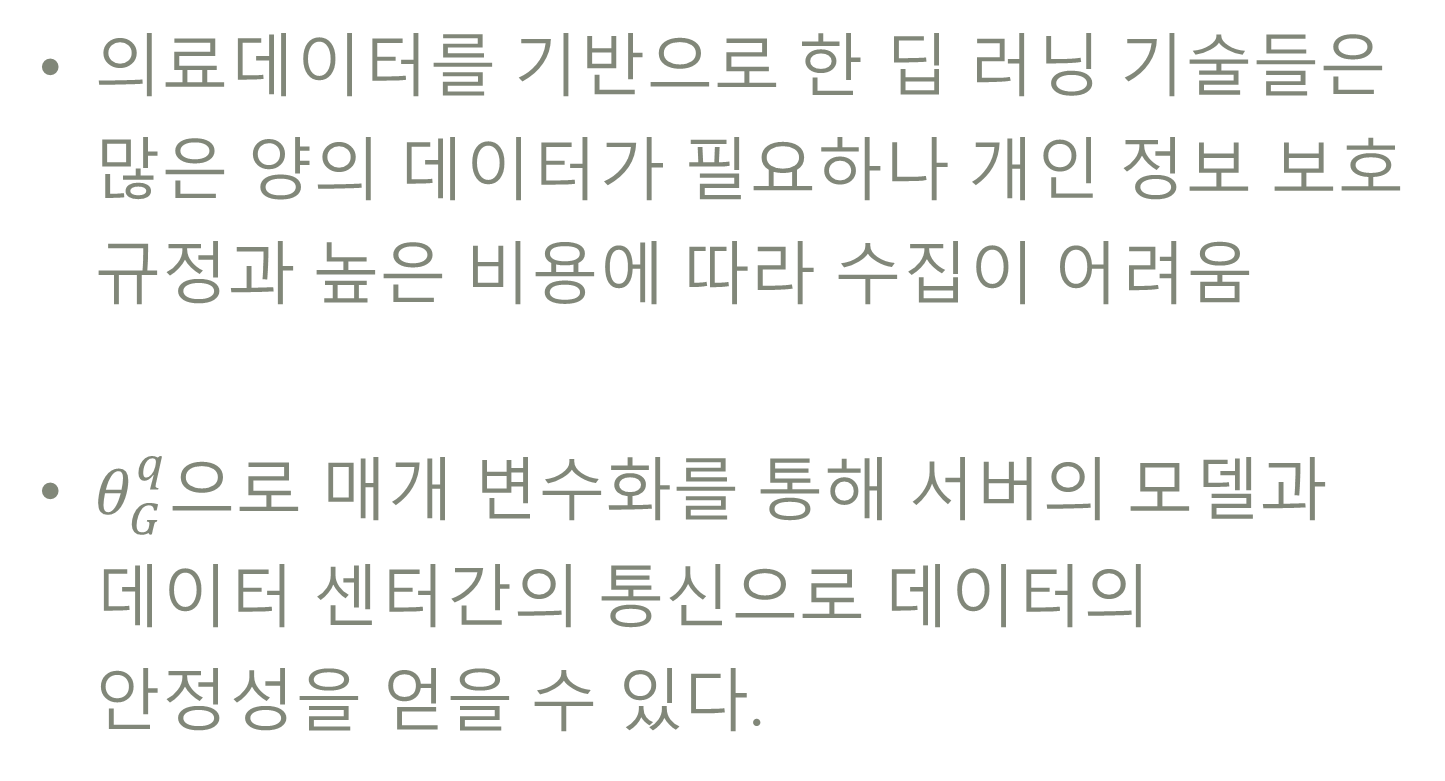 • 의료데이터를 기반으로 한 딥 러닝 기술들은
많은 양의 데이터가 필요하나 개인 정보 보호
규정과 높은 비용에 따라 수집이 어려움
• θ_G^q으로 매개 변수화를 통해 서버의 모델과
데이터 센터간의 통신으로 데이터의
안정성을 얻을 수 있다.